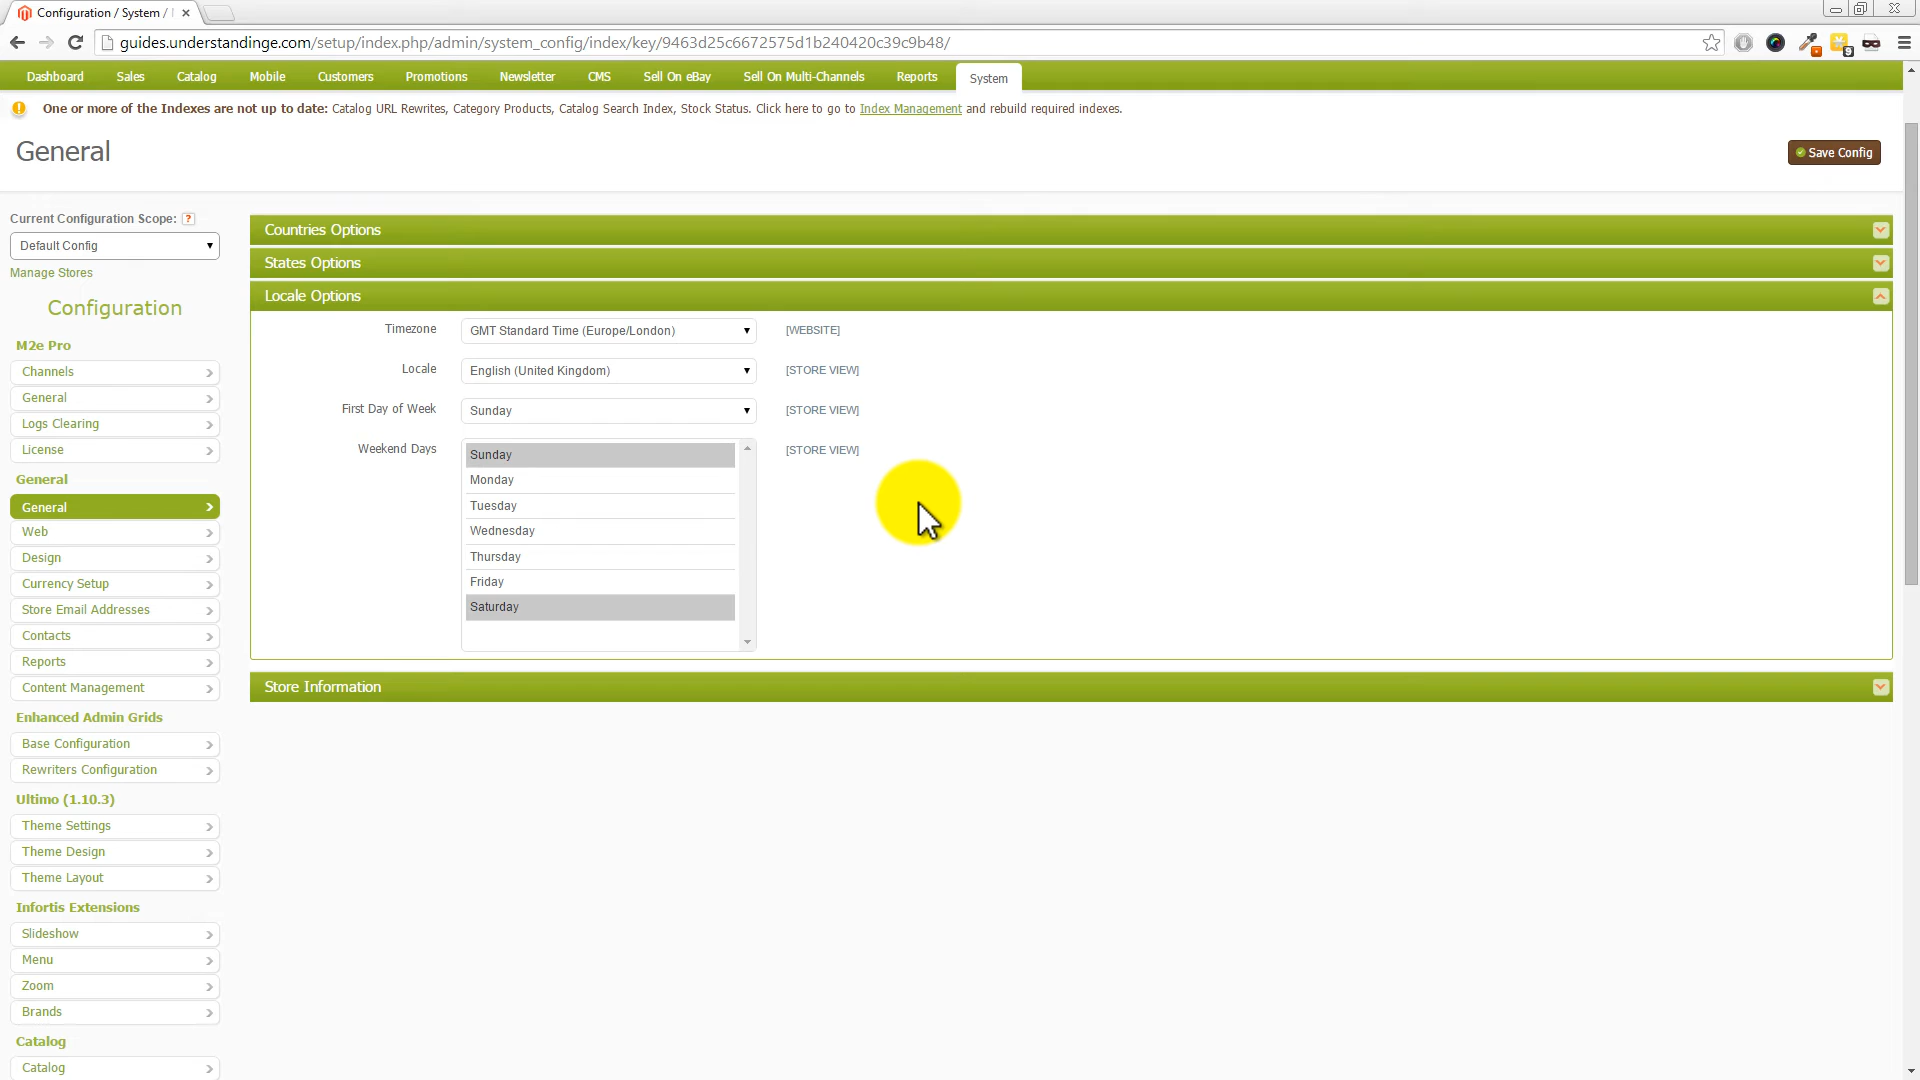 Configuration / System /
guides.understandinge.com/setup/index.php/admin/system_config/index/key/9463d25c6672575d1b240420c39c9b48/
9
Dashboard Sales Catalog Mobile Customers Promotions Newsletter CMS Sell On eBay Sell On Multi-Channels Reports System
One or more of the Indexes are not up to date: Catalog URL Rewrites, Category Products, Catalog Search Index, Stock Status. Click here to go to Index Management and rebuild required indexes.
General
Save Config
Current Configuration Scope: ?
Default Config
Manage Stores
Configuration
M2e Pro
Channels
General
Logs Clearing
License
General
General
Web
Design
Currency Setup
Store Email Addresses
Contacts
Reports
Content Management
Enhanced Admin Grids
Base Configuration
Rewriters Configuration
Ultimo (1.10.3)
Theme Settings
Theme Design
Theme Layout
Infortis Extensions
Slideshow
Menu
Zoom
Brands
Catalog
Catalog
Countries Options
States Options
Locale Options
Timezone GMT Standard Time (Europe/London) [WEBSITE]
Locale English (United Kingdom) [STORE VIEW]
First Day of Week Sunday [STORE VIEW]
Weekend Days Sunday [STORE VIEW]
Monday
Tuesday
Wednesday
Thursday
Friday
Saturday
Store Information